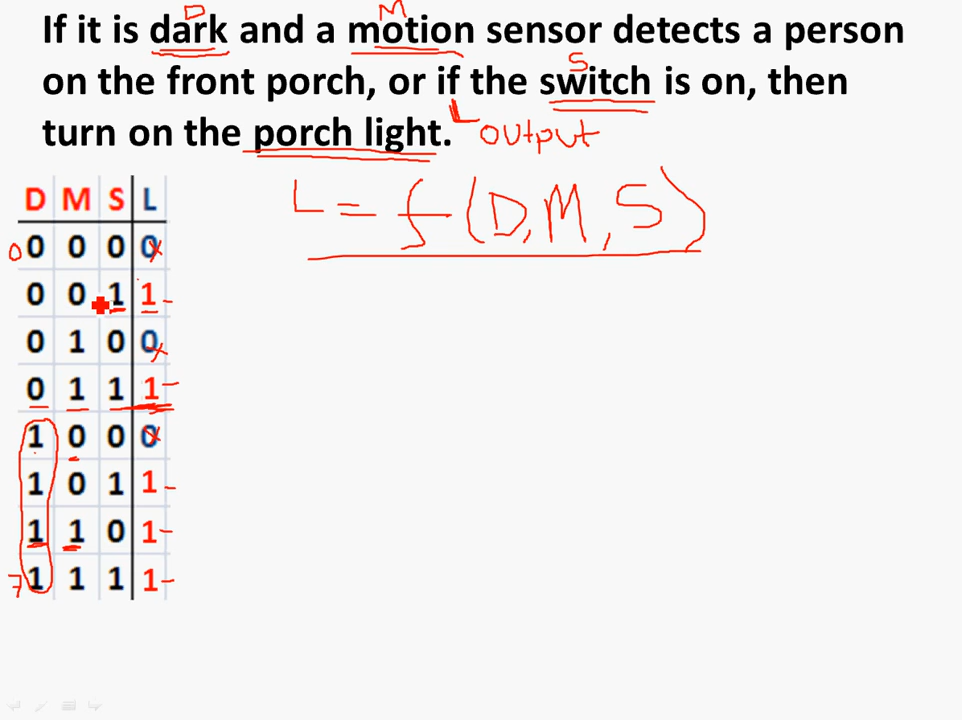 D M
If it is dark and a motion sensor detects a person
S
on the front porch, or if the switch is on, then
turn on the porch light. L output
L = f(D,M,S)
D M S L
0 0 0 0 0 x
0 0 1 1
0 1 0 0 x
0 1 1 1
1 0 0 0 x
1 0 1 1
1 1 0 1
7 1 1 1 1